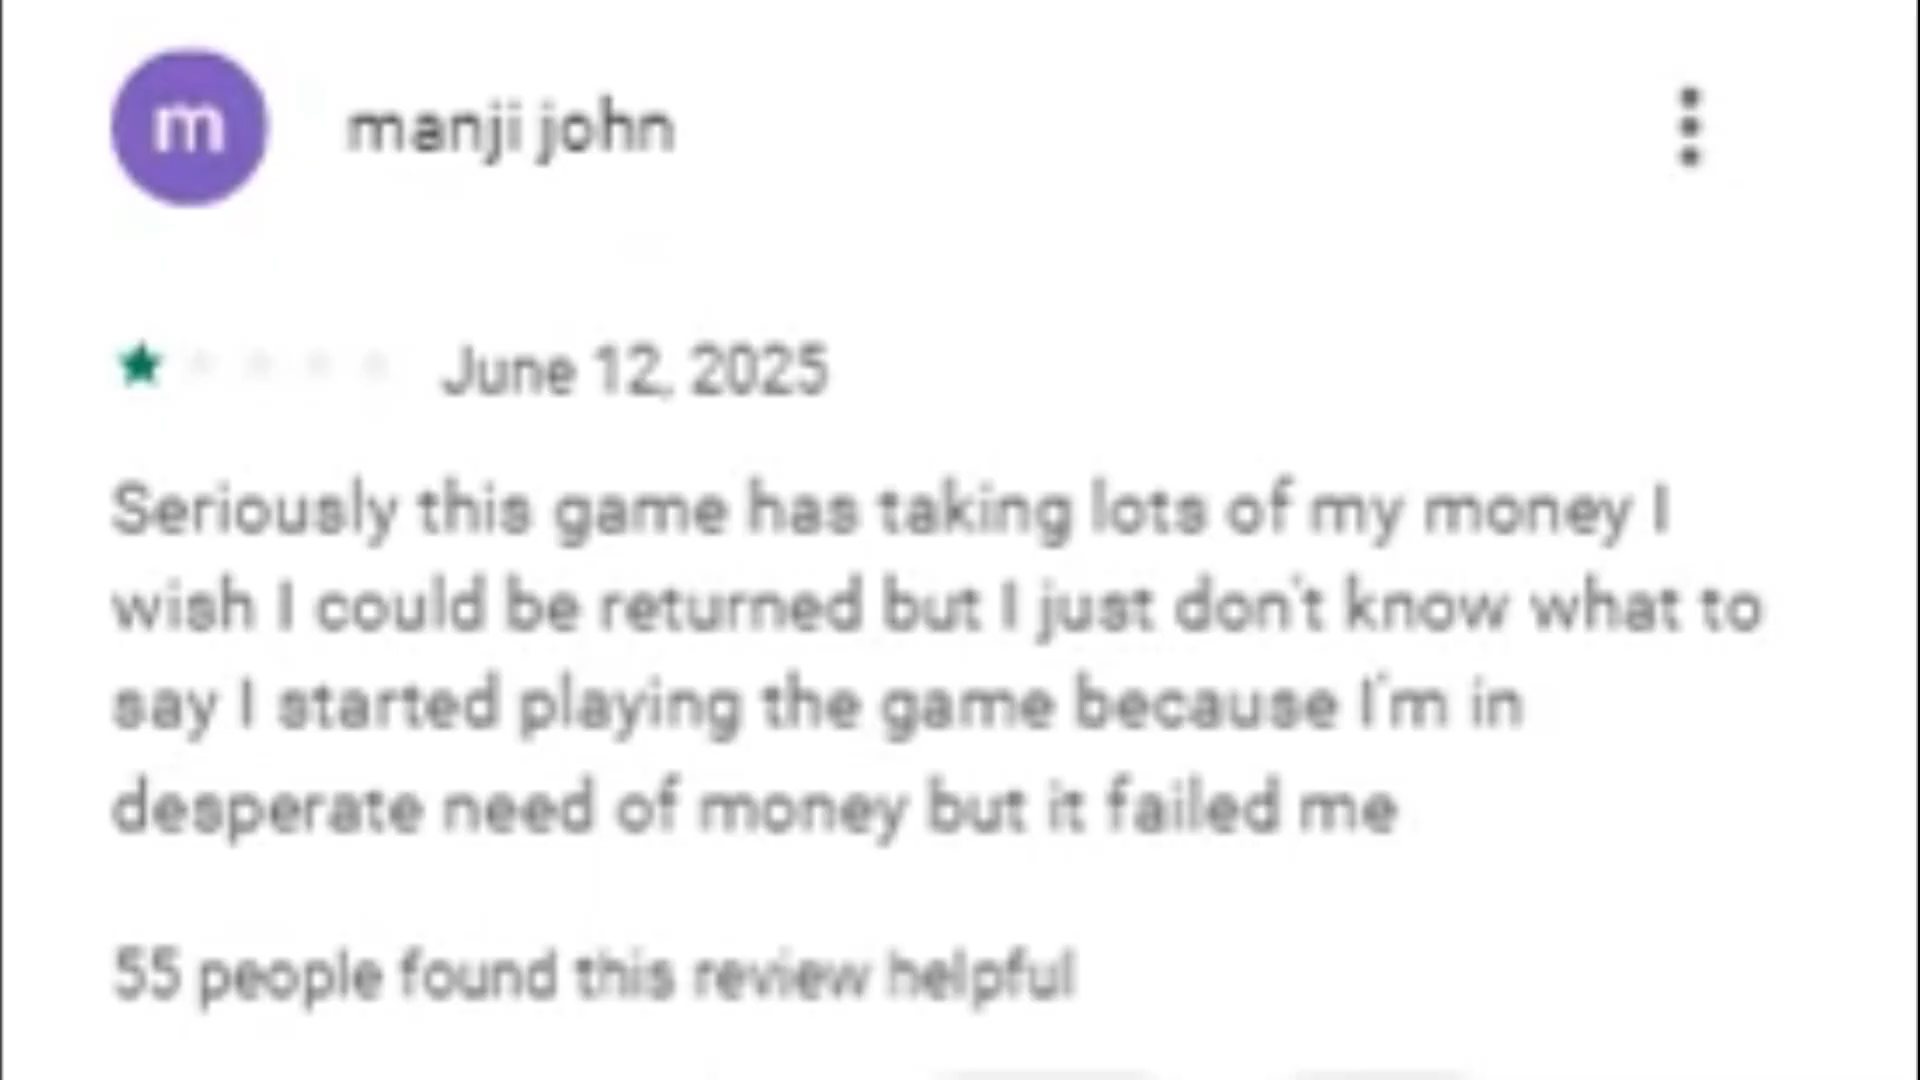 m
manji john
June 12, 2025
Seriously this game has taking lots of my money I
wish I could be returned but I just don't know what to
say I started playing the game because I'm in
desperate need of money but it failed me
55 people found this review helpful